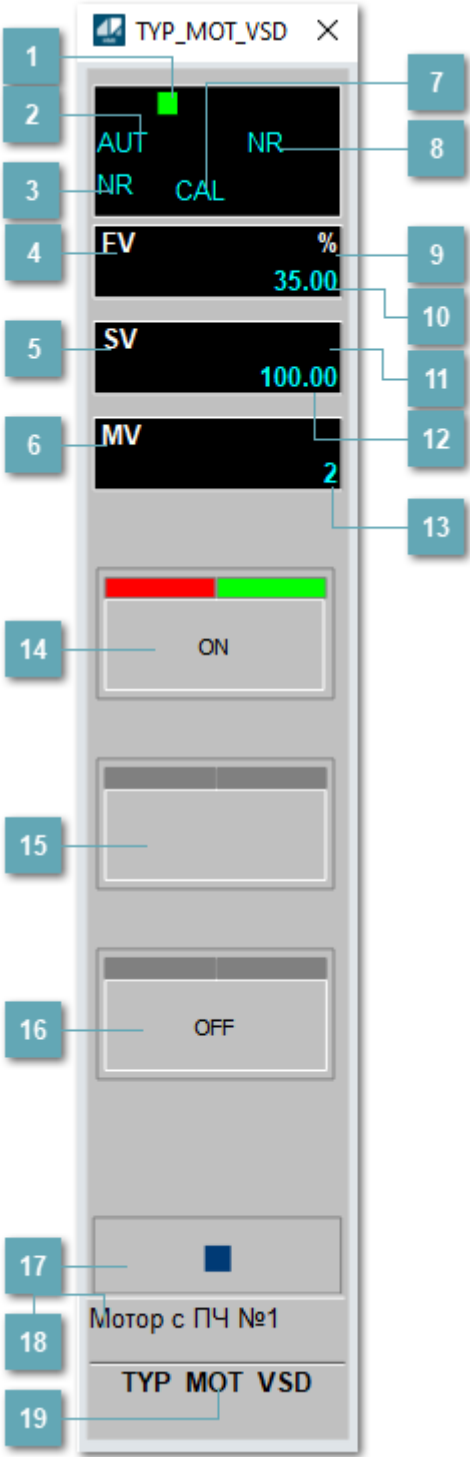 TYP_MOT_VSD
1
7
2
AUT
NR
8
3
NR
CAL
4
FV
%
9
35.00
10
5
SV
11
100.00
12
6
MV
2
13
14
ON
15
16
OFF
17
Мотор с ПЧ №1
18
TYP MOT VSD
19